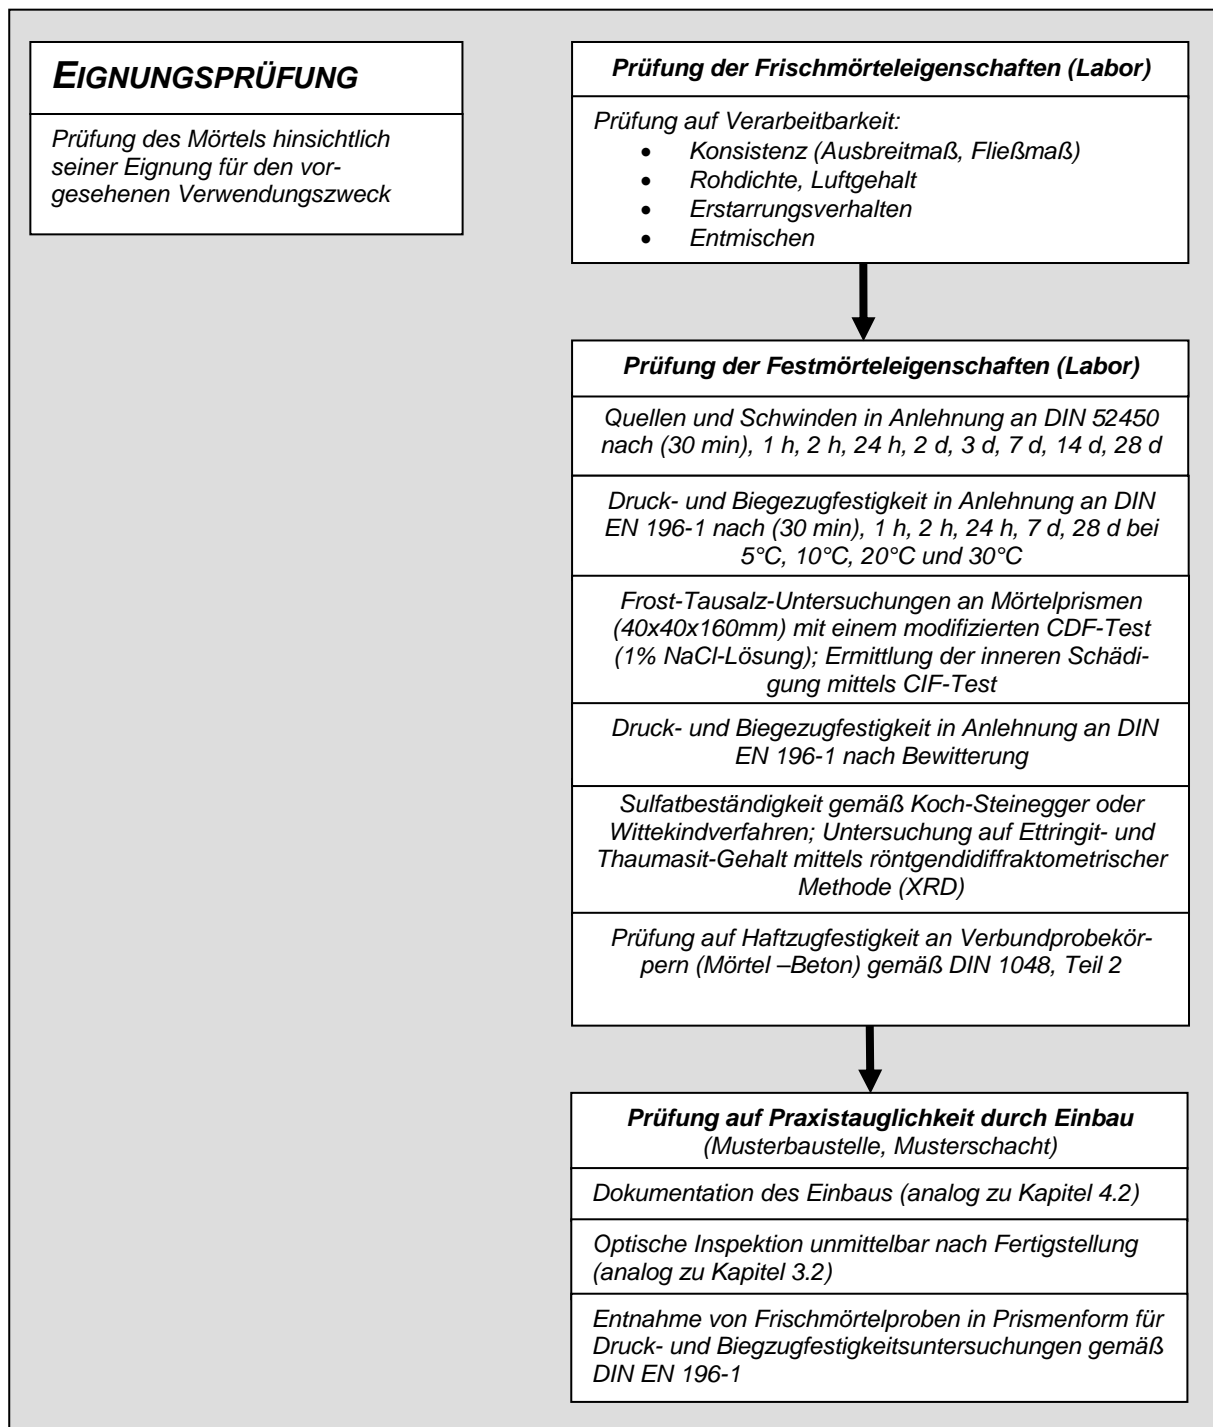 EIGNUNGSPRÜFUNG
Prüfung des Mörtels hinsichtlich
seiner Eignung für den vor-
gesehenen Verwendungszweck
Prüfung der Frischmörteleigenschaften (Labor)
Prüfung auf Verarbeitbarkeit:
• Konsistenz (Ausbreitmaß, Fließmaß)
• Rohdichte, Luftgehalt
• Erstarrungsverhalten
• Entmischen
Prüfung der Festmörteleigenschaften (Labor)
Quellen und Schwinden in Anlehnung an DIN 52450
nach (30 min), 1 h, 2 h, 24 h, 2 d, 3 d, 7 d, 14 d, 28 d
Druck- und Biegezugfestigkeit in Anlehnung an DIN
EN 196-1 nach (30 min), 1 h, 2 h, 24 h, 7 d, 28 d bei
5°C, 10°C, 20°C und 30°C
Frost-Tausalz-Untersuchungen an Mörtelprismen
(40x40x160mm) mit einem modifizierten CDF-Test
(1% NaCl-Lösung); Ermittlung der inneren Schädi-
gung mittels CIF-Test
Druck- und Biegezugfestigkeit in Anlehnung an DIN
EN 196-1 nach Bewitterung
Sulfatbeständigkeit gemäß Koch-Steinegger oder
Wittekindverfahren; Untersuchung auf Ettringit- und
Thaumasit-Gehalt mittels röntgendidiffraktometrischer
Methode (XRD)
Prüfung auf Haftzugfestigkeit an Verbundprobekör-
pern (Mörtel –Beton) gemäß DIN 1048, Teil 2
Prüfung auf Praxistauglichkeit durch Einbau
(Musterbaustelle, Musterschacht)
Dokumentation des Einbaus (analog zu Kapitel 4.2)
Optische Inspektion unmittelbar nach Fertigstellung
(analog zu Kapitel 3.2)
Entnahme von Frischmörtelproben in Prismenform für
Druck- und Biegzugfestigkeitsuntersuchungen gemäß
DIN EN 196-1